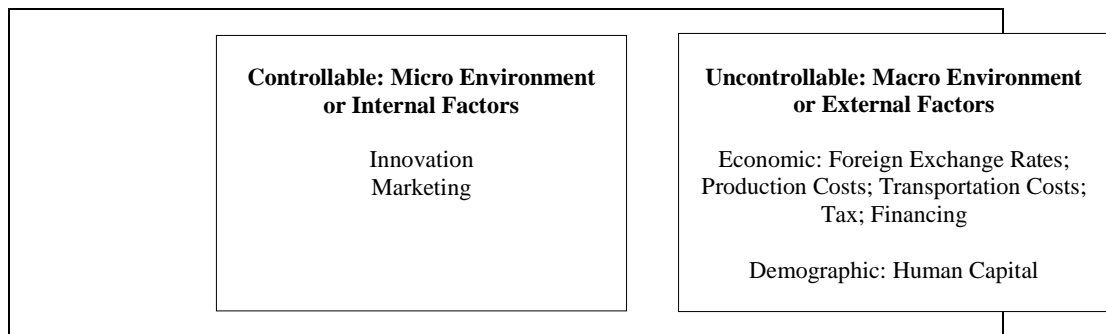 Controllable: Micro Environment
or Internal Factors
Innovation
Marketing
Uncontrollable: Macro Environment
or External Factors
Economic: Foreign Exchange Rates;
Production Costs; Transportation Costs;
Tax; Financing
Demographic: Human Capital